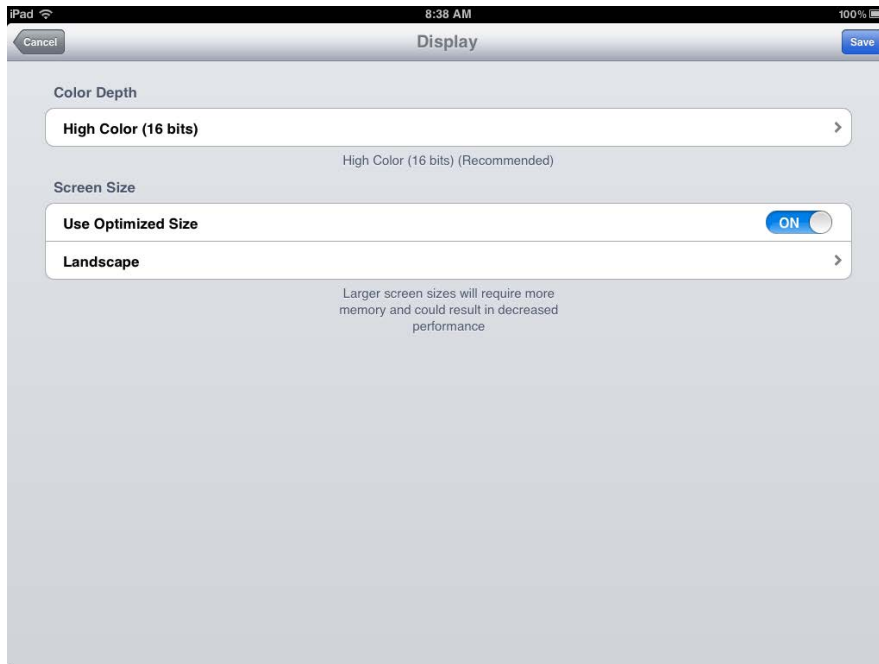 iPad 8:38 AM 100%
Cancel Display Save
Color Depth
High Color (16 bits)
High Color (16 bits) (Recommended)
Screen Size
Use Optimized Size ON
Landscape
Larger screen sizes will require more
memory and could result in decreased
performance